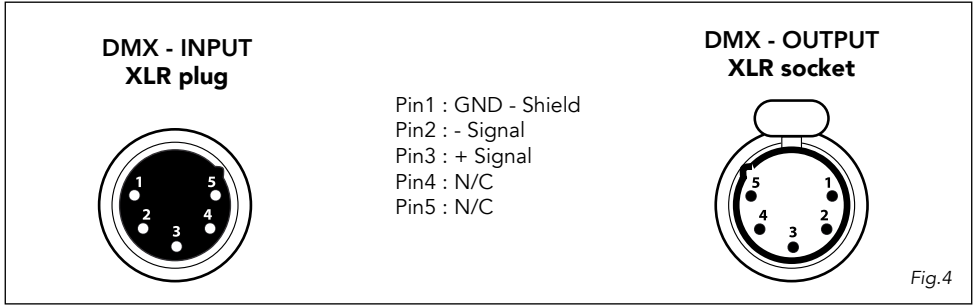 DMX - INPUT
XLR plug
1
5
2
4
3
Pin1 : GND - Shield
Pin2 : - Signal
Pin3 : + Signal
Pin4 : N/C
Pin5 : N/C
DMX - OUTPUT
XLR socket
5
1
4
2
3
Fig.4